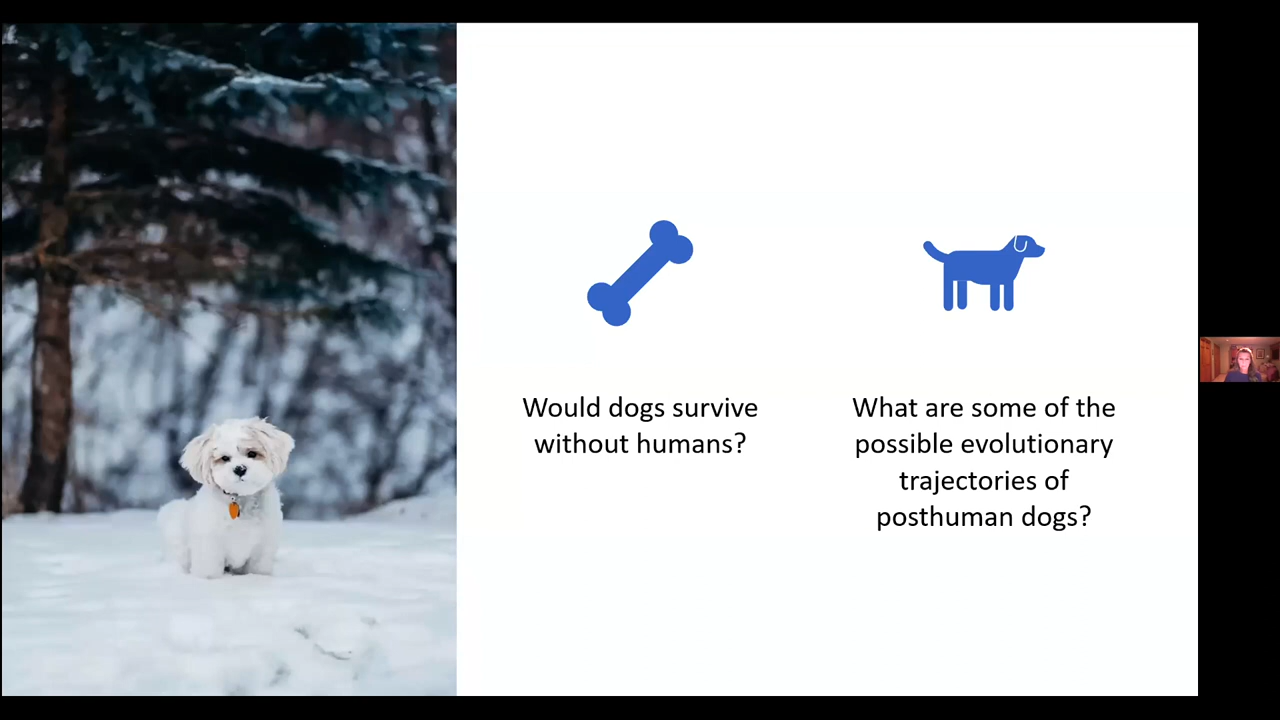 Would dogs survive
without humans?
What are some of the
possible evolutionary
trajectories of
posthuman dogs?